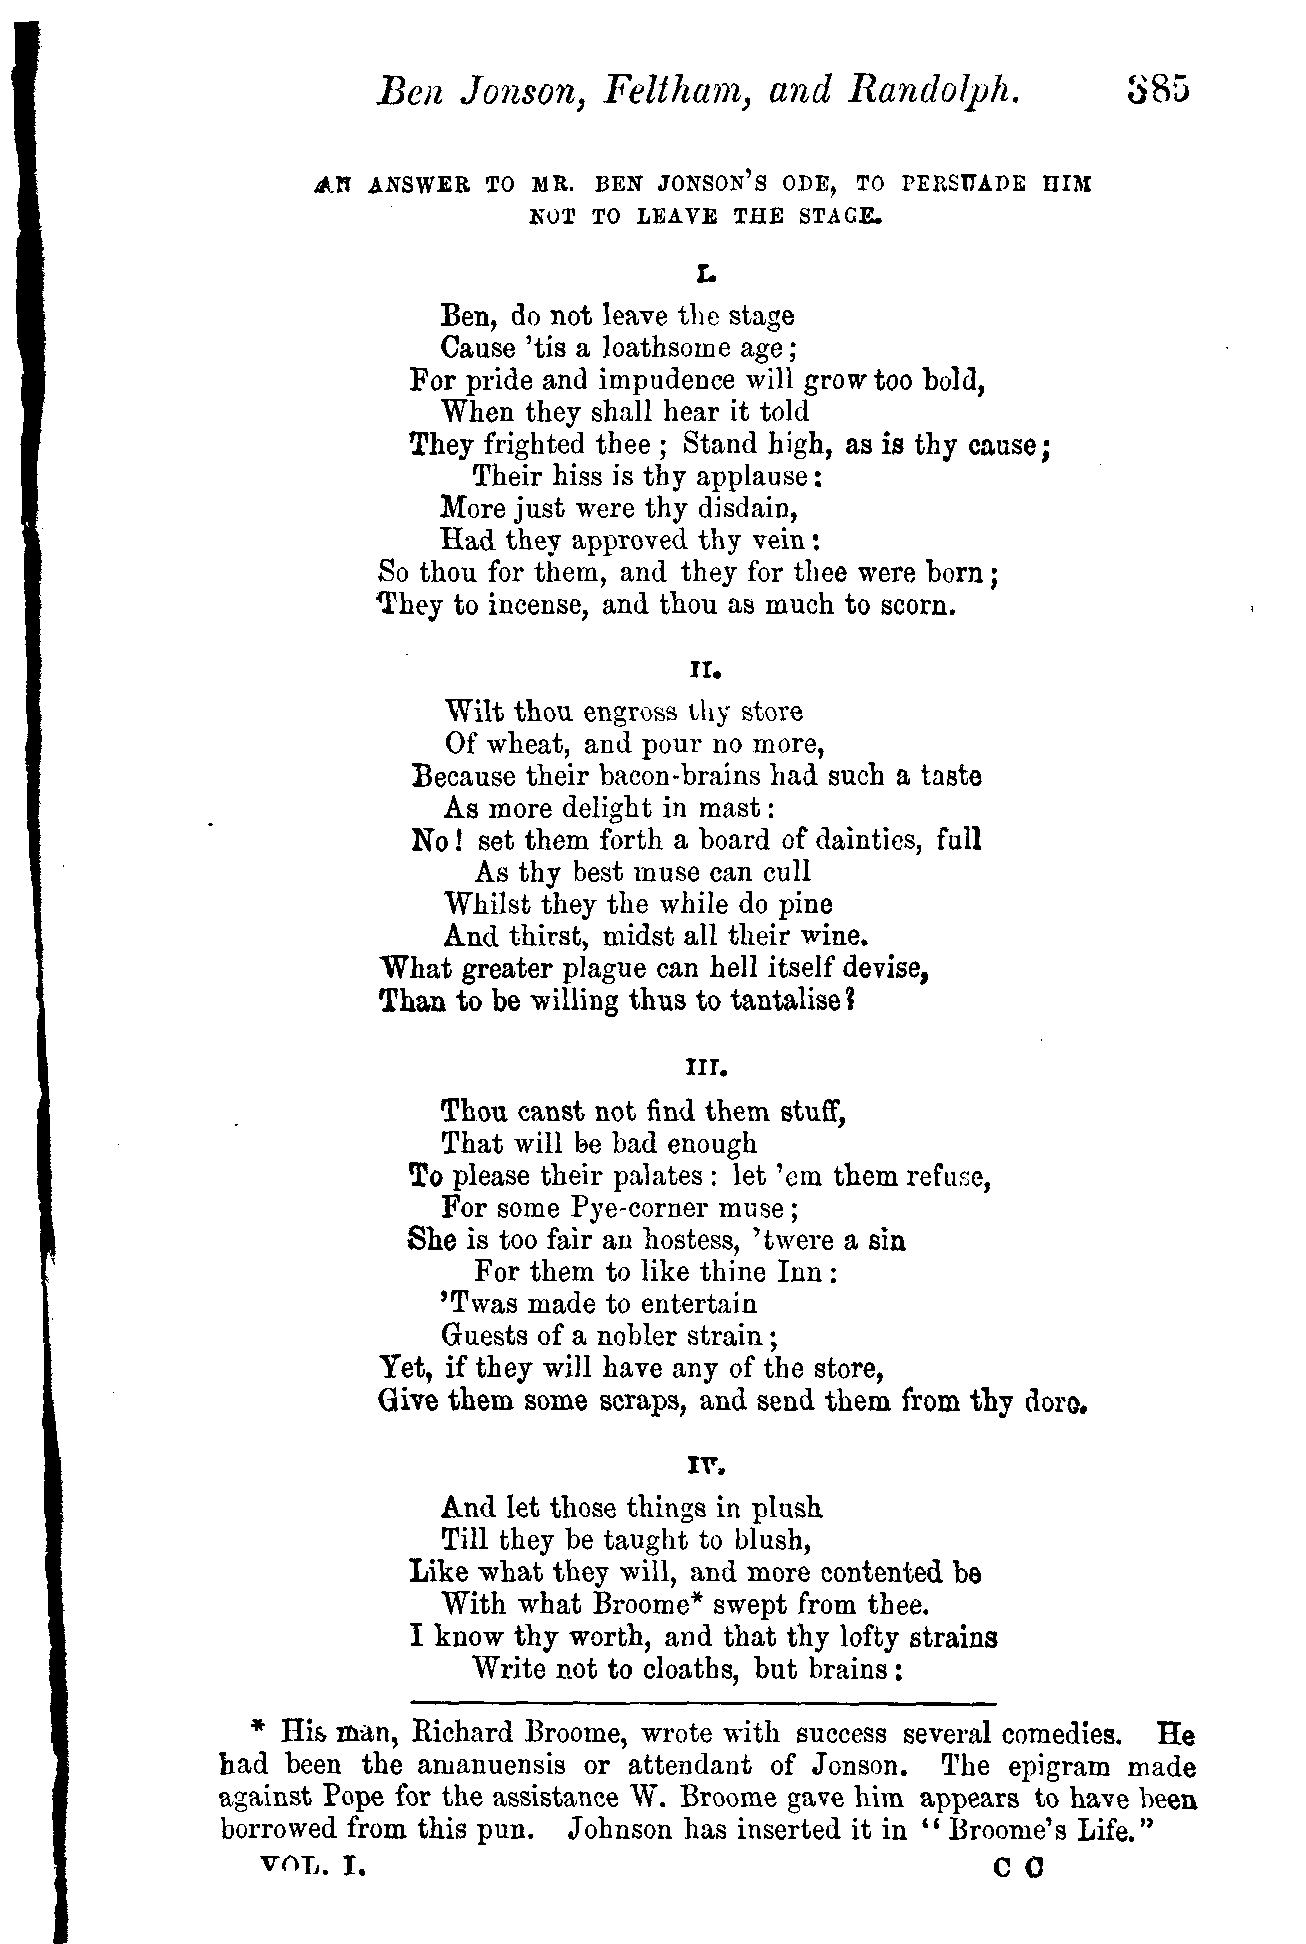 Ben Jonson, Feltham, and Randolph. 385
AN ANSWER TO MR. BEN JONSON'S ODE, TO PERSUADE HIM
NOT TO LEAVE THE STAGE.
I.
Ben, do not leave the stage
Cause 'tis a loathsome age;
For pride and impudence will grow too bold,
When they shall hear it told
They frighted thee; Stand high, as is thy cause;
Their hiss is thy applause:
More just were thy disdain,
Had they approved thy vein:
So thou for them, and they for thee were born;
They to incense, and thou as much to scorn.
II.
Wilt thou engross thy store
Of wheat, and pour no more,
Because their bacon-brains had such a taste
As more delight in mast:
No! set them forth a board of dainties, full
As thy best muse can cull
Whilst they the while do pine
And thirst, midst all their wine.
What greater plague can hell itself devise,
Than to be willing thus to tantalise?
III.
Thou canst not find them stuff,
That will be bad enough
To please their palates: let 'em them refuse,
For some Pye-corner muse;
She is too fair an hostess, 'twere a sin
For them to like thine Inn:
'Twas made to entertain
Guests of a nobler strain;
Yet, if they will have any of the store,
Give them some scraps, and send them from thy dore.
IV.
And let those things in plush
Till they be taught to blush,
Like what they will, and more contented be
With what Broome* swept from thee.
I know thy worth, and that thy lofty strains
Write not to cloaths, but brains:
* His man, Richard Broome, wrote with success several comedies. He
had been the amanuensis or attendant of Jonson. The epigram made
against Pope for the assistance W. Broome gave him appears to have been
borrowed from this pun. Johnson has inserted it in "Broome's Life."
VOL. I. C C